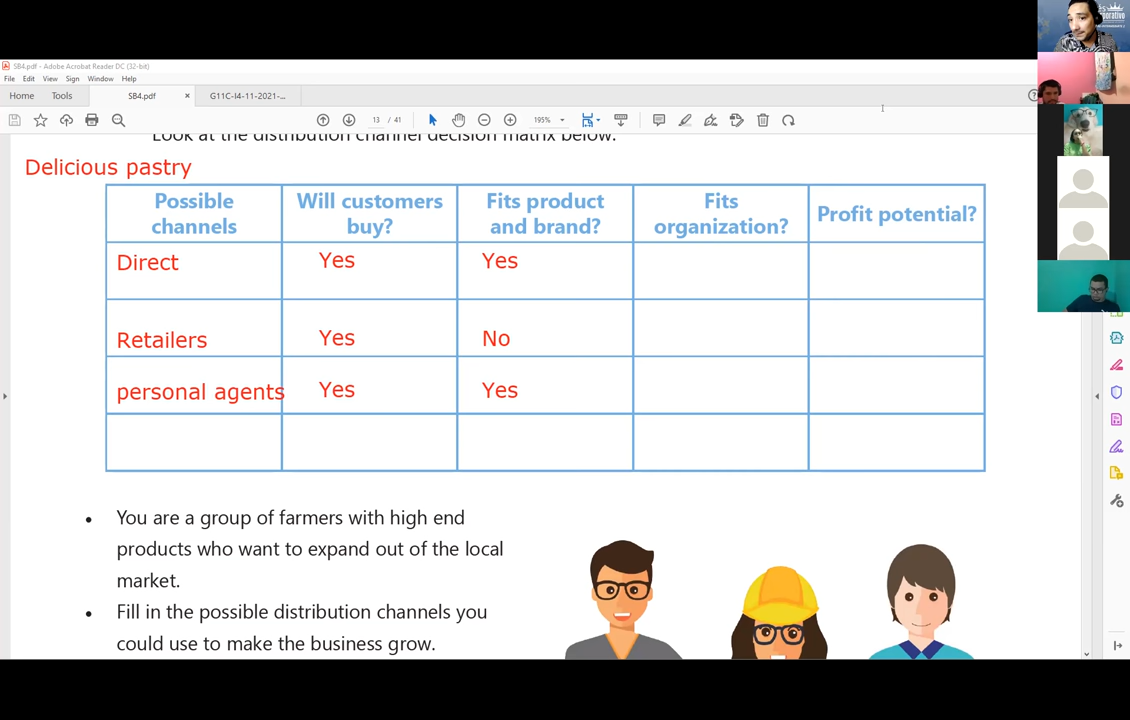 SB4.pdf - Adobe Acrobat Reader DC (32-bit)
File Edit View Sign Window Help
Home Tools SB4.pdf × G11C-I4-11-2021-...
13 / 41 195%
Look at the distribution channel decision matrix below.
Delicious pastry
Possible channels Will customers buy? Fits product and brand? Fits organization? Profit potential?
Direct Yes Yes
Retailers Yes No
personal agents Yes Yes
• You are a group of farmers with high end
products who want to expand out of the local
market.
• Fill in the possible distribution channels you
could use to make the business grow.